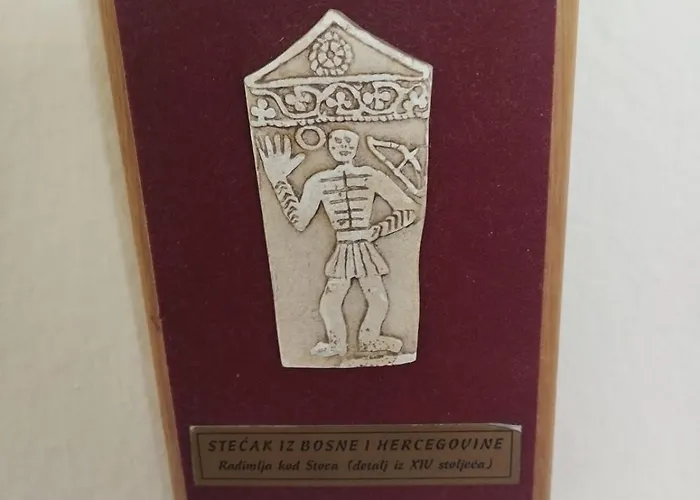 STEĆAK IZ BOSNE I HERCEGOVINE
Radimlja kod Stoca (detalj iz XIV stoljeća)